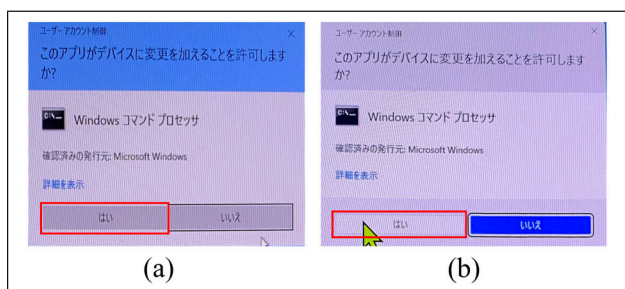 ユーザー アカウント制御
×
このアプリがデバイスに変更を加えることを許可します
か?
C:\_
Windows コマンド プロセッサ
確認済みの発行元: Microsoft Windows
詳細を表示
はい
いいえ
(a)
ユーザー アカウント制御
×
このアプリがデバイスに変更を加えることを許可します
か?
C:\_
Windows コマンド プロセッサ
確認済みの発行元: Microsoft Windows
詳細を表示
はい
いいえ
(b)